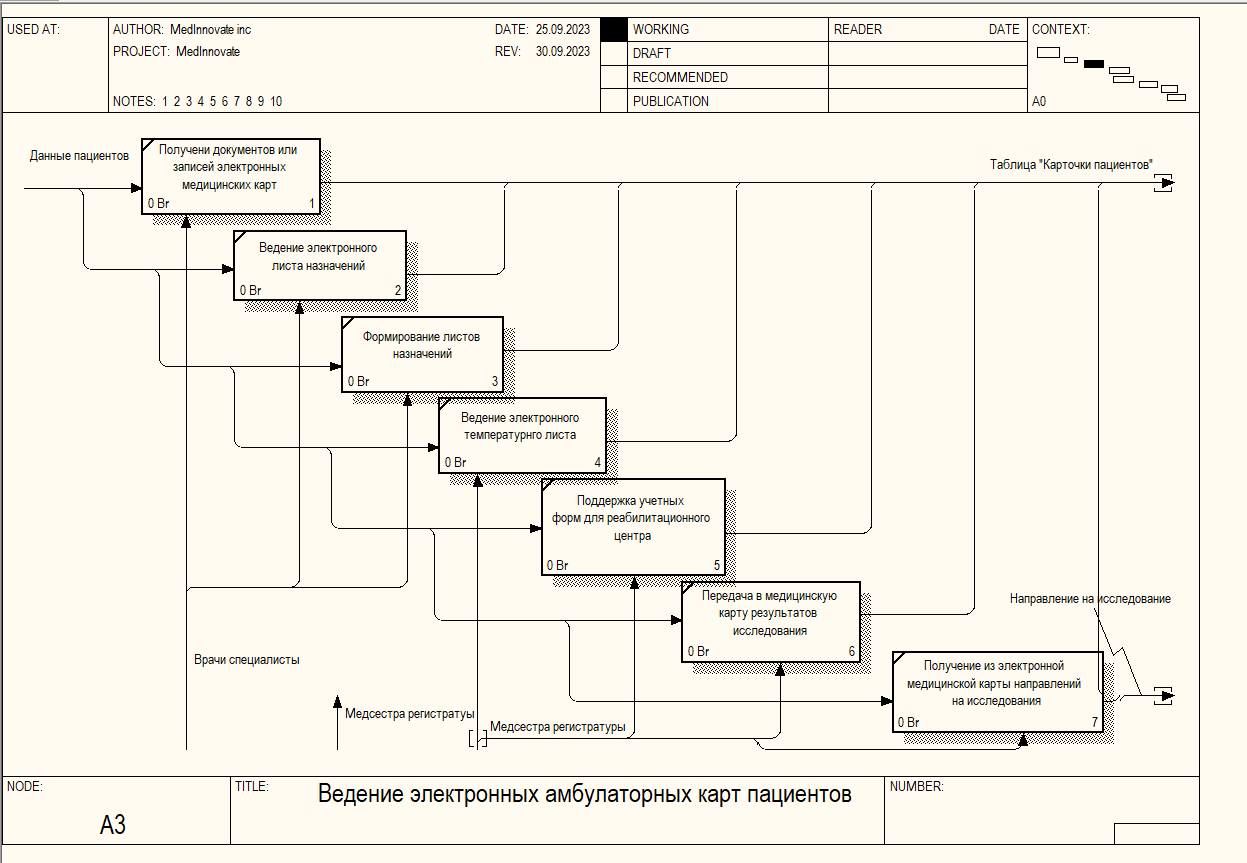 USED AT:
AUTHOR: MedInnovate inc
DATE: 25.09.2023
PROJECT: MedInnovate
REV: 30.09.2023
NOTES: 1 2 3 4 5 6 7 8 9 10
WORKING
DRAFT
RECOMMENDED
PUBLICATION
READER
DATE
CONTEXT:
A0
Данные пациентов
Получени документов или
записей электронных
медицинских карт
0 Br
1
Таблица "Карточки пациентов"
Ведение электронного
листа назначений
0 Br
2
Формирование листов
назначений
0 Br
3
Ведение электронного
температурнго листа
0 Br
4
Поддержка учетных
форм для реабилитационного
центра
0 Br
5
Передача в медицинскую
карту результатов
исследования
0 Br
6
Направление на исследование
Получение из электронной
медицинской карты направлений
на исследования
0 Br
7
Врачи специалисты
Медсестра регистратуы
Медсестра регистратуры
NODE:
A3
TITLE:
Ведение электронных амбулаторных карт пациентов
NUMBER: